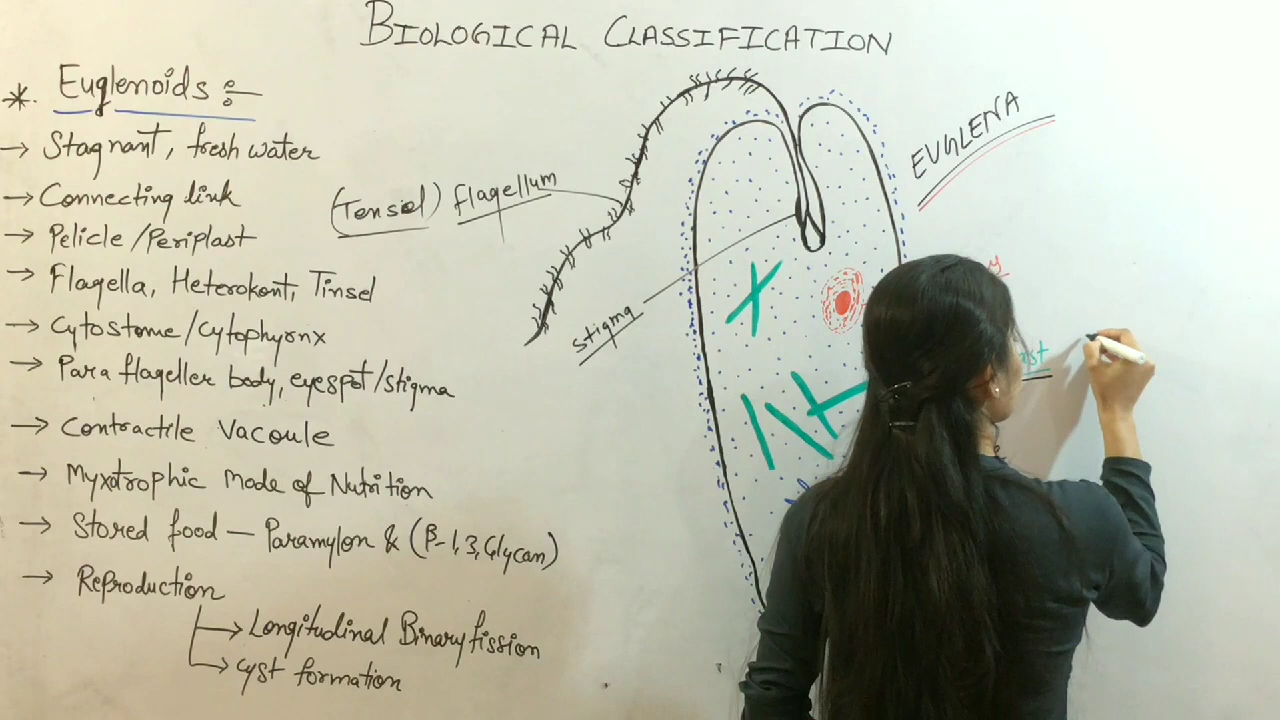 BIOLOGICAL CLASSIFICATION
* Euglenoids :-
→ Stagnant, fresh water
→ Connecting link
→ Pelicle/Periplast
→ Flagella, Heterokont, Tinsel
→ Cytostome/Cytophyrnx
→ Para flageller body, eyespot/stigma
→ Contractile Vacoule
→ Myxotrophic Mode of Nutrition
→ Stored food — Paramylon & (β-1,3, Glycan)
→ Reproduction
→ Longitudinal Binary fission
→ Cyst formation
(Tensel) flagellum
stigma
EUGLENA